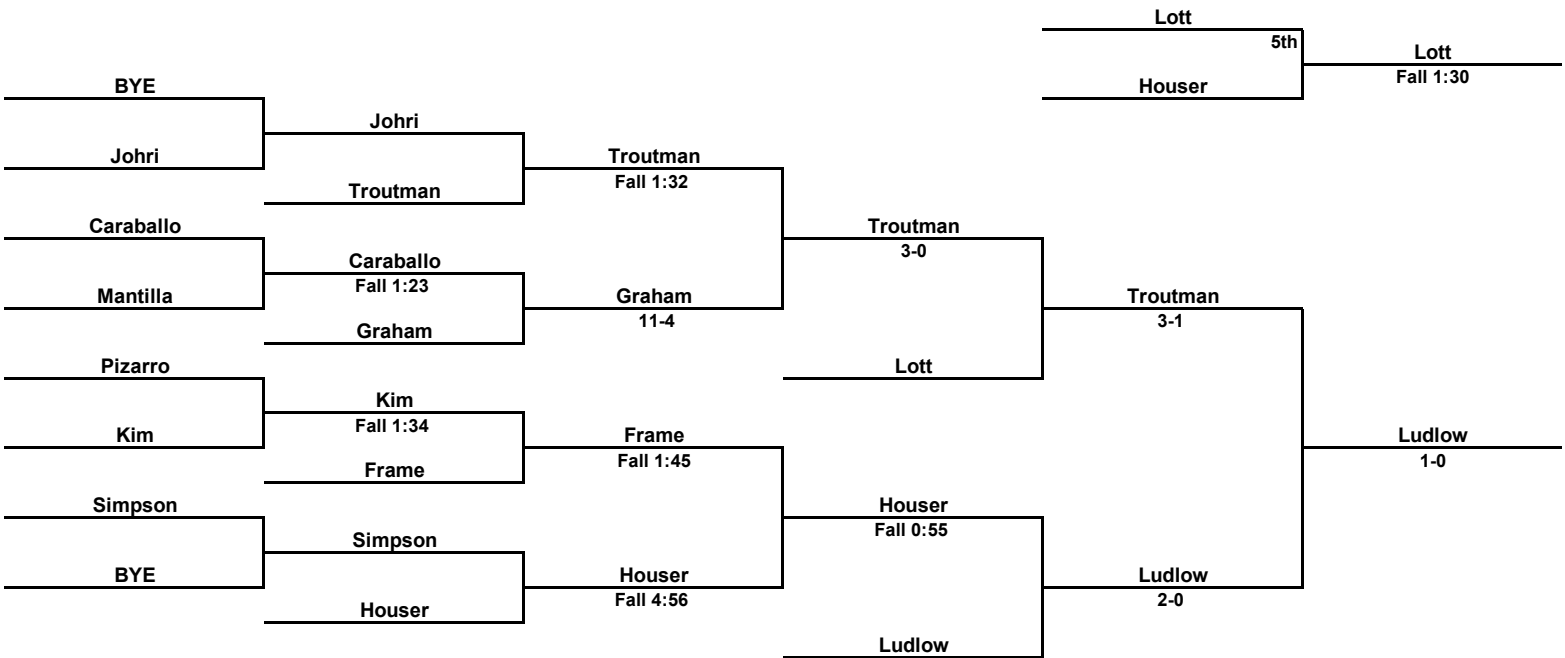 Lott
5th
Lott
Fall 1:30
Houser
BYE
Johri
Johri
Troutman
Fall 1:32
Troutman
Caraballo
Troutman
3-0
Caraballo
Fall 1:23
Mantilla
Graham
11-4
Troutman
3-1
Graham
Pizarro
Lott
Kim
Fall 1:34
Kim
Frame
Fall 1:45
Ludlow
1-0
Frame
Simpson
Houser
Fall 0:55
Simpson
BYE
Houser
Fall 4:56
Ludlow
2-0
Houser
Ludlow